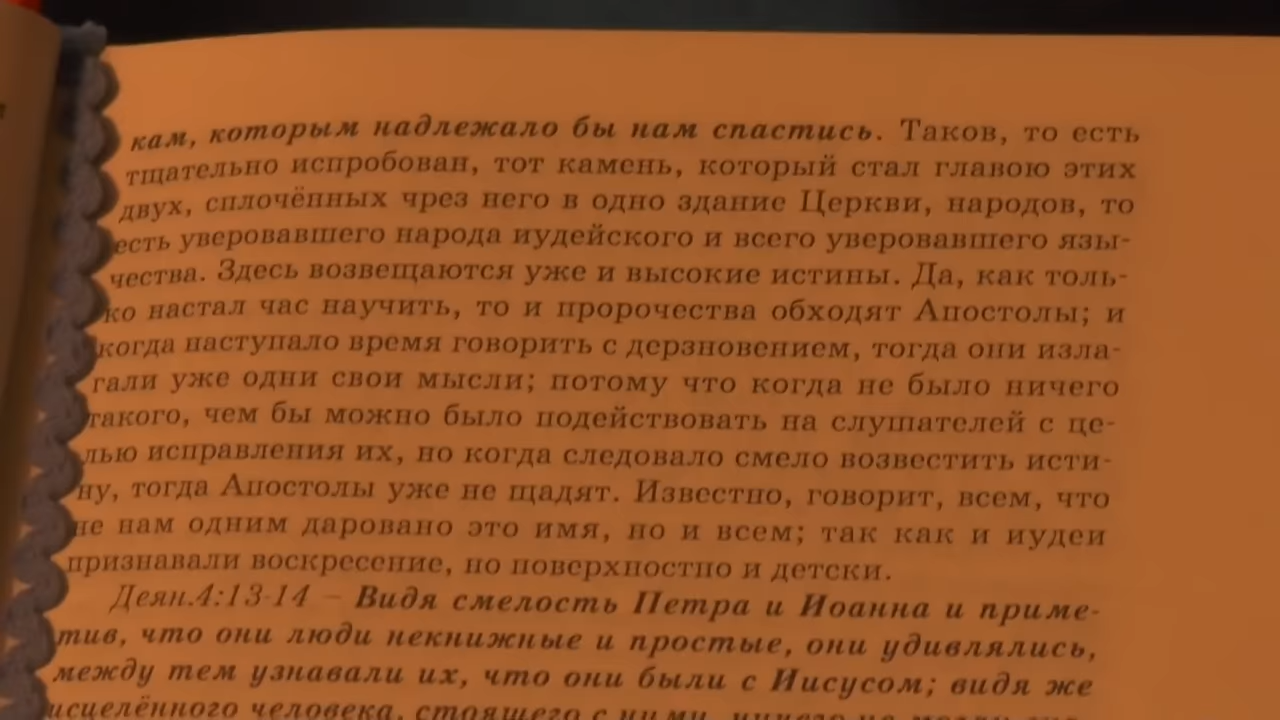 кам, которым надлежало бы нам спастись. Таков, то есть
тщательно испробован, тот камень, который стал главою этих
двух, сплочённых чрез него в одно здание Церкви, народов, то
есть уверовавшего народа иудейского и всего уверовавшего язы-
чества. Здесь возвещаются уже и высокие истины. Да, как толь-
ко настал час научить, то и пророчества обходят Апостолы; и
когда наступало время говорить с дерзновением, тогда они изла-
гали уже одни свои мысли; потому что когда не было ничего
такого, чем бы можно было подействовать на слушателей с це-
лью исправления их, но когда следовало смело возвестить исти-
ну, тогда Апостолы уже не щадят. Известно, говорит, всем, что
не нам одним даровано это имя, но и всем; так как и иудеи
признавали воскресение, но поверхностно и детски.
Деян.4:13-14 – Видя смелость Петра и Иоанна и приме-
тив, что они люди некнижные и простые, они удивлялись,
между тем узнавали их, что они были с Иисусом; видя же
исцелённого человека, стоящего с ними, ничего не могли